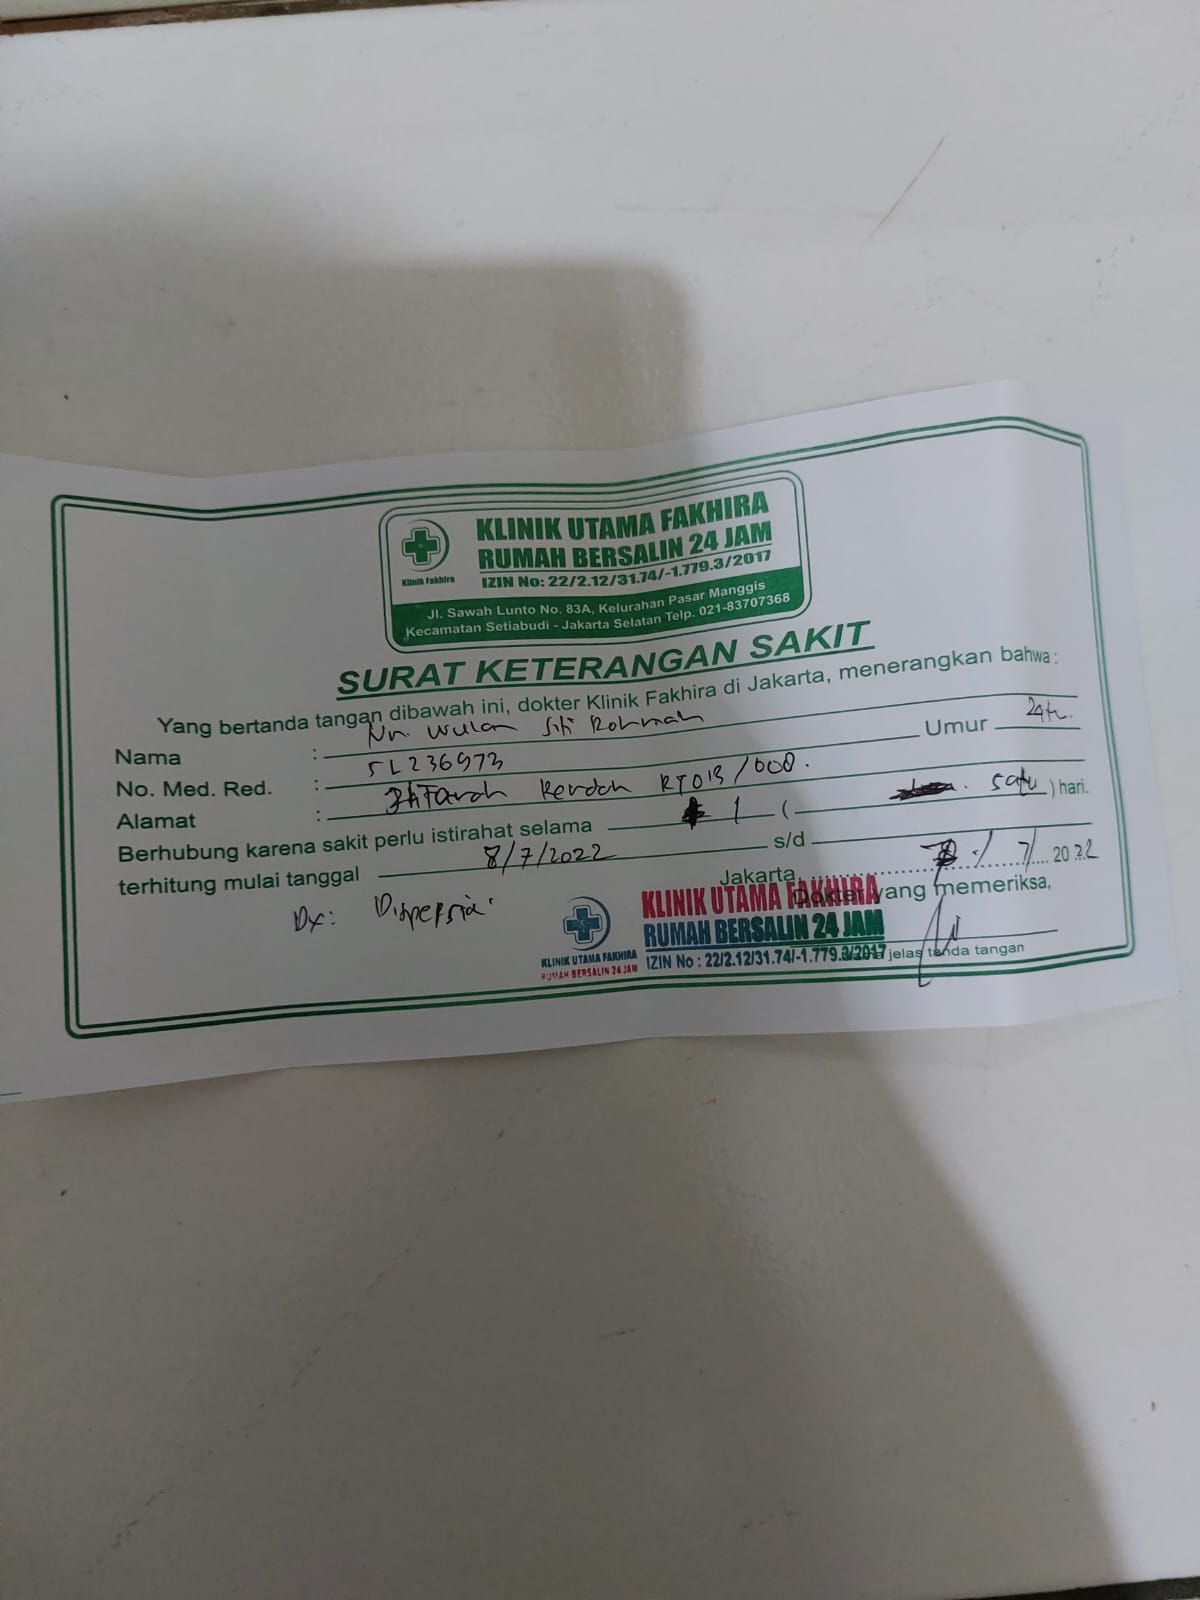 KLINIK UTAMA FAKHIRA
RUMAH BERSALIN 24 JAM
IZIN No: 22/2.12/31.74/-1.779.3/2017
Klinik Fakhira
Jl. Sawah Lunto No. 83A, Kelurahan Pasar Manggis
Kecamatan Setiabudi - Jakarta Selatan Telp. 021-83707368
SURAT KETERANGAN SAKIT
Yang bertanda tangan dibawah ini, dokter Klinik Fakhira di Jakarta, menerangkan bahwa :
Nama : Nn. Wulan Siti Rohmah Umur 24th.
No. Med. Red. : SL236973
Alamat : Rendah RT013/008.
Berhubung karena sakit perlu istirahat selama 1 ( satu ) hari.
terhitung mulai tanggal 8/7/2022 s/d
Jakarta, / 7 / 2022
Dx: Dispepsia
Dokter yang memeriksa,
KLINIK UTAMA FAKHIRA
RUMAH BERSALIN 24 JAM
IZIN No : 22/2.12/31.74/-1.779.3/2017
KLINIK UTAMA FAKHIRA
RUMAH BERSALIN 24 JAM
jelas tanda tangan